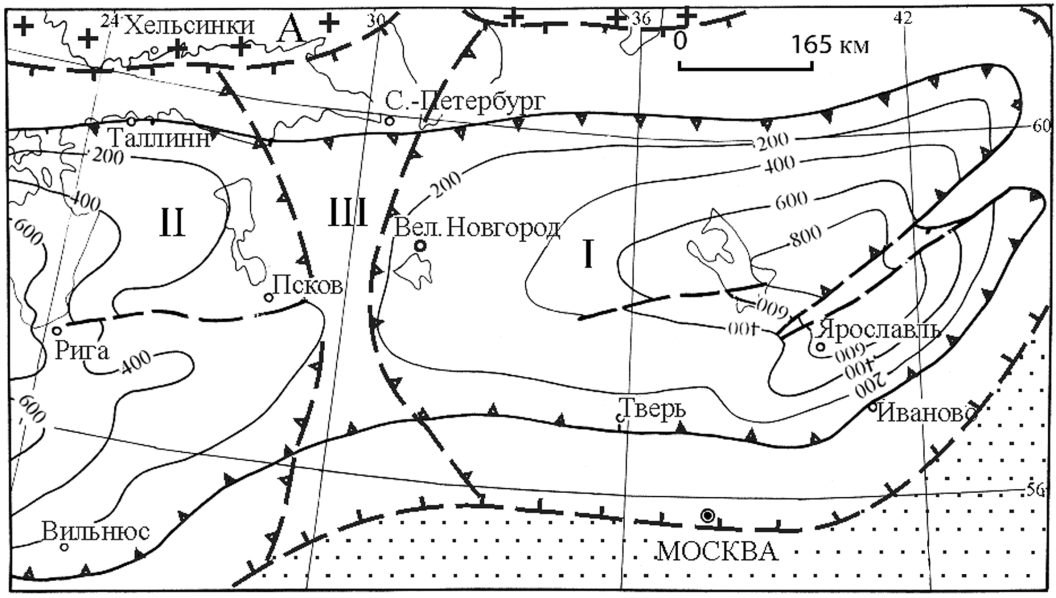 24
30
36
42
Хельсинки
А
0
165 км
С.-Петербург
Таллинн
60
200
200
400
400
200
600
600
II
III
I
Вел. Новгород
800
Псков
600
400
Рига
Ярославль
400
600
400
200
600
Тверь
Иваново
56
Вильнюс
МОСКВА